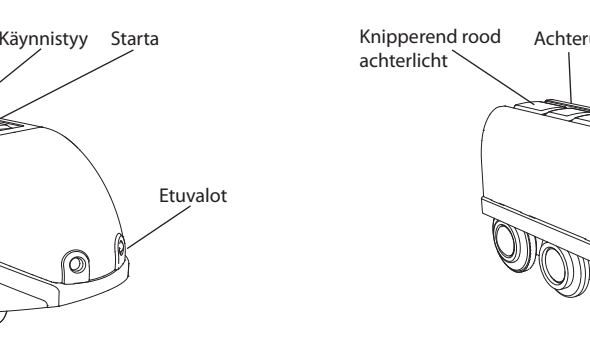 Käynnistyy Starta
Etuvalot
Knipperend rood
achterlicht